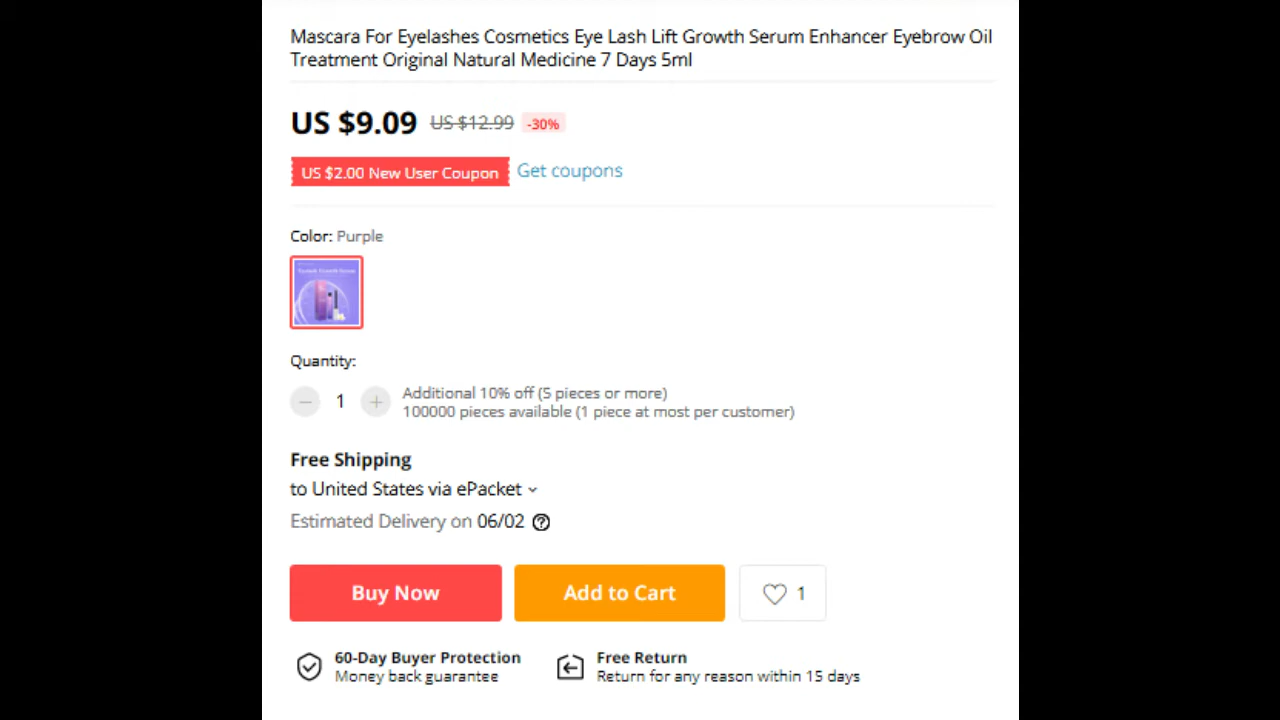 Mascara For Eyelashes Cosmetics Eye Lash Lift Growth Serum Enhancer Eyebrow Oil
Treatment Original Natural Medicine 7 Days 5ml
US $9.09 US $12.99 -30%
US $2.00 New User Coupon Get coupons
Color: Purple
Eyelash Growth Serum
Quantity:
1
Additional 10% off (5 pieces or more)
100000 pieces available (1 piece at most per customer)
Free Shipping
to United States via ePacket
Estimated Delivery on 06/02
Buy Now Add to Cart 1
60-Day Buyer Protection
Money back guarantee
Free Return
Return for any reason within 15 days